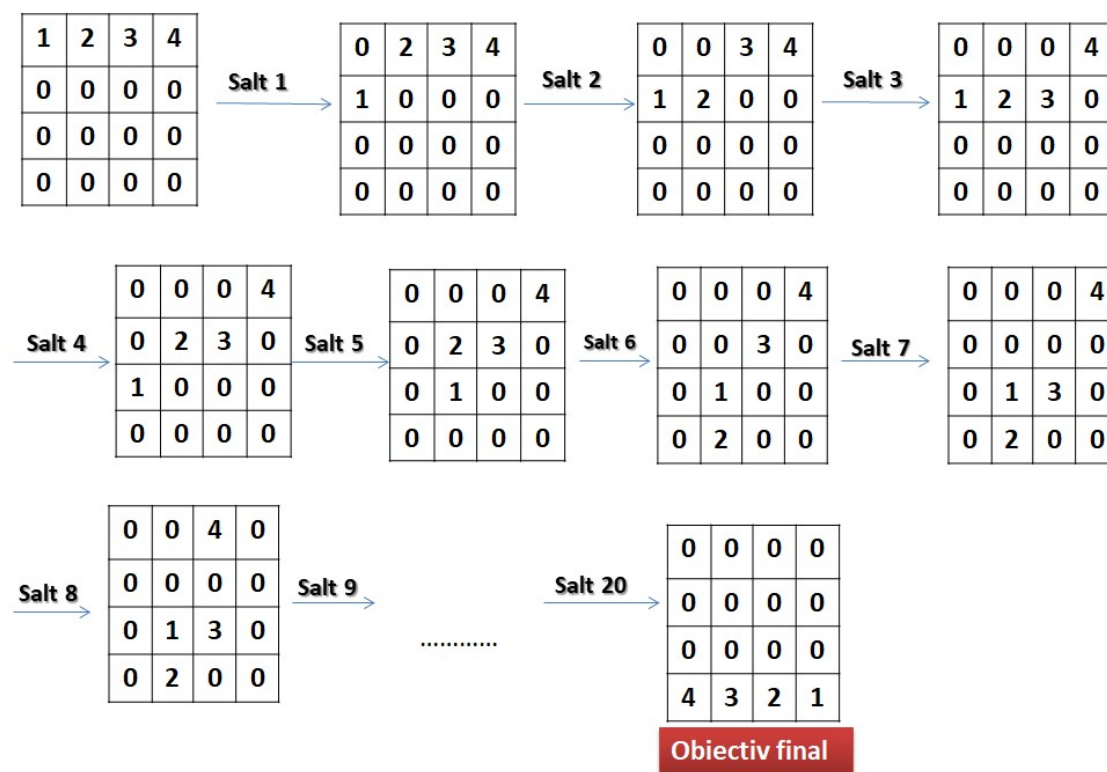 1 2 3 4
0 0 0 0
0 0 0 0
0 0 0 0
Salt 1
0 2 3 4
1 0 0 0
0 0 0 0
0 0 0 0
Salt 2
0 0 3 4
1 2 0 0
0 0 0 0
0 0 0 0
Salt 3
0 0 0 4
1 2 3 0
0 0 0 0
0 0 0 0
Salt 4
0 0 0 4
0 2 3 0
1 0 0 0
0 0 0 0
Salt 5
0 0 0 4
0 2 3 0
0 1 0 0
0 0 0 0
Salt 6
0 0 0 4
0 0 3 0
0 1 0 0
0 2 0 0
Salt 7
0 0 0 4
0 0 0 0
0 1 3 0
0 2 0 0
Salt 8
0 0 4 0
0 0 0 0
0 1 3 0
0 2 0 0
Salt 9
............
Salt 20
0 0 0 0
0 0 0 0
0 0 0 0
4 3 2 1
Obiectiv final